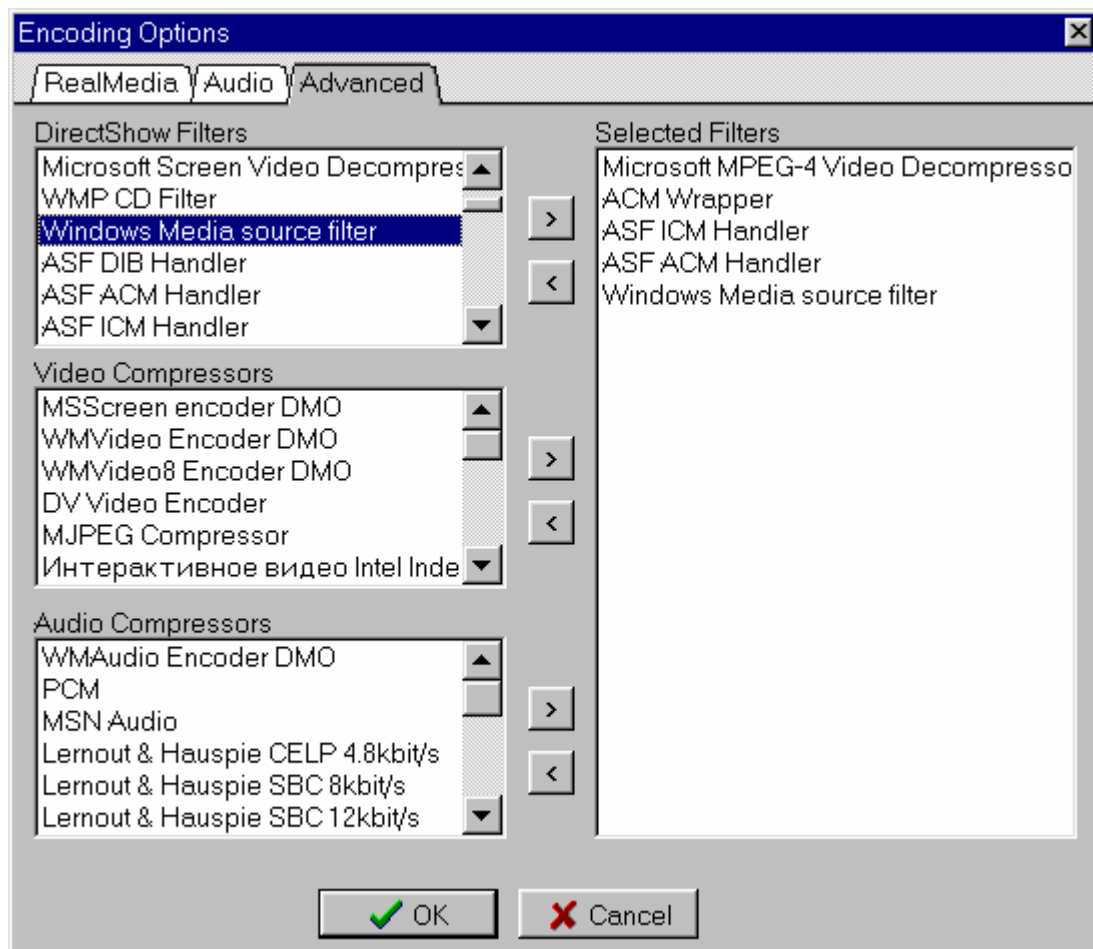 Encoding Options
RealMedia
Audio
Advanced
DirectShow Filters
Microsoft Screen Video Decompres
WMP CD Filter
Windows Media source filter
ASF DIB Handler
ASF ACM Handler
ASF ICM Handler
Video Compressors
MSScreen encoder DMO
WMVideo Encoder DMO
WMVideo8 Encoder DMO
DV Video Encoder
MJPEG Compressor
Интерактивное видео Intel Inde
Audio Compressors
WMAudio Encoder DMO
PCM
MSN Audio
Lernout & Hauspie CELP 4.8kbit/s
Lernout & Hauspie SBC 8kbit/s
Lernout & Hauspie SBC 12kbit/s
>
<
>
<
>
<
Selected Filters
Microsoft MPEG-4 Video Decompresso
ACM Wrapper
ASF ICM Handler
ASF ACM Handler
Windows Media source filter
OK
Cancel